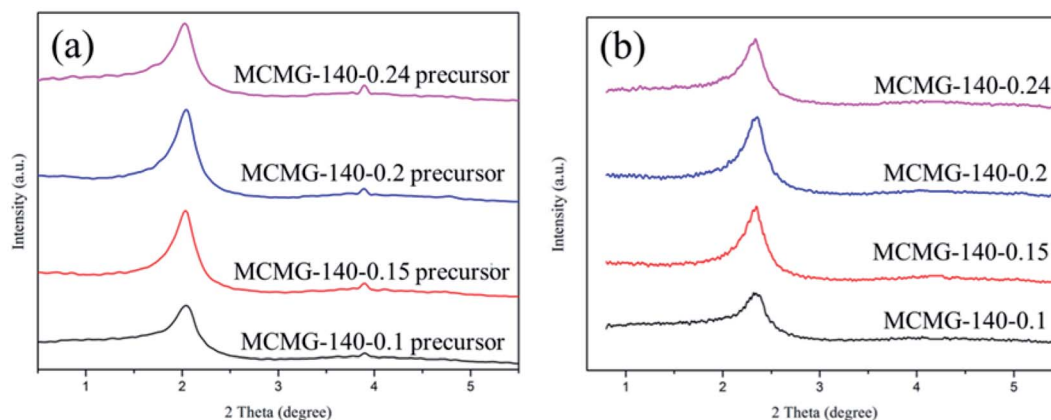 (a)
MCMG-140-0.24 precursor
MCMG-140-0.2 precursor
MCMG-140-0.15 precursor
MCMG-140-0.1 precursor
Intensity (a.u.)
1 2 3 4 5
2 Theta (degree)
(b)
MCMG-140-0.24
MCMG-140-0.2
MCMG-140-0.15
MCMG-140-0.1
Intensity (a.u.)
1 2 3 4 5
2 Theta (degree)